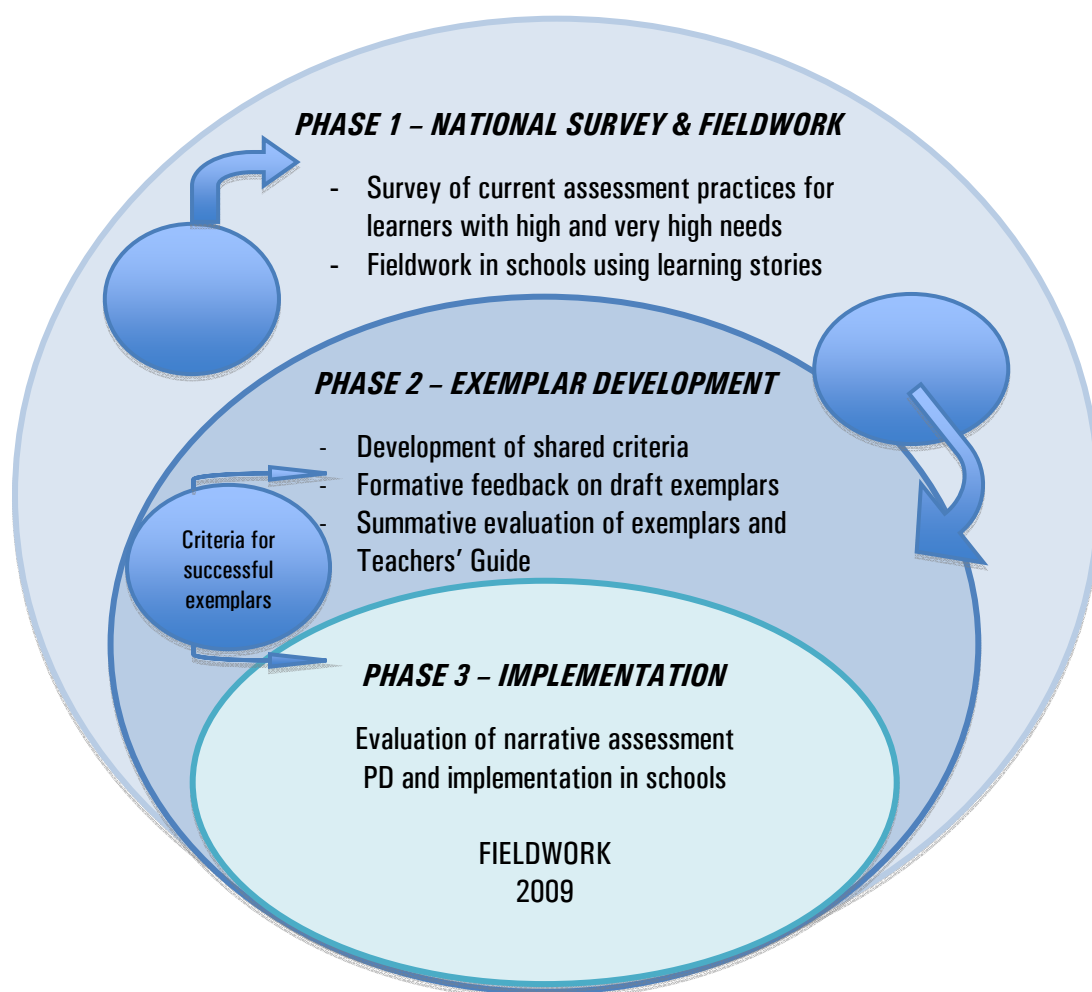 PHASE 1 – NATIONAL SURVEY & FIELDWORK
- Survey of current assessment practices for
learners with high and very high needs
- Fieldwork in schools using learning stories
PHASE 2 – EXEMPLAR DEVELOPMENT
- Development of shared criteria
- Formative feedback on draft exemplars
- Summative evaluation of exemplars and
Teachers’ Guide
Criteria for
successful
exemplars
PHASE 3 – IMPLEMENTATION
Evaluation of narrative assessment
PD and implementation in schools
FIELDWORK
2009